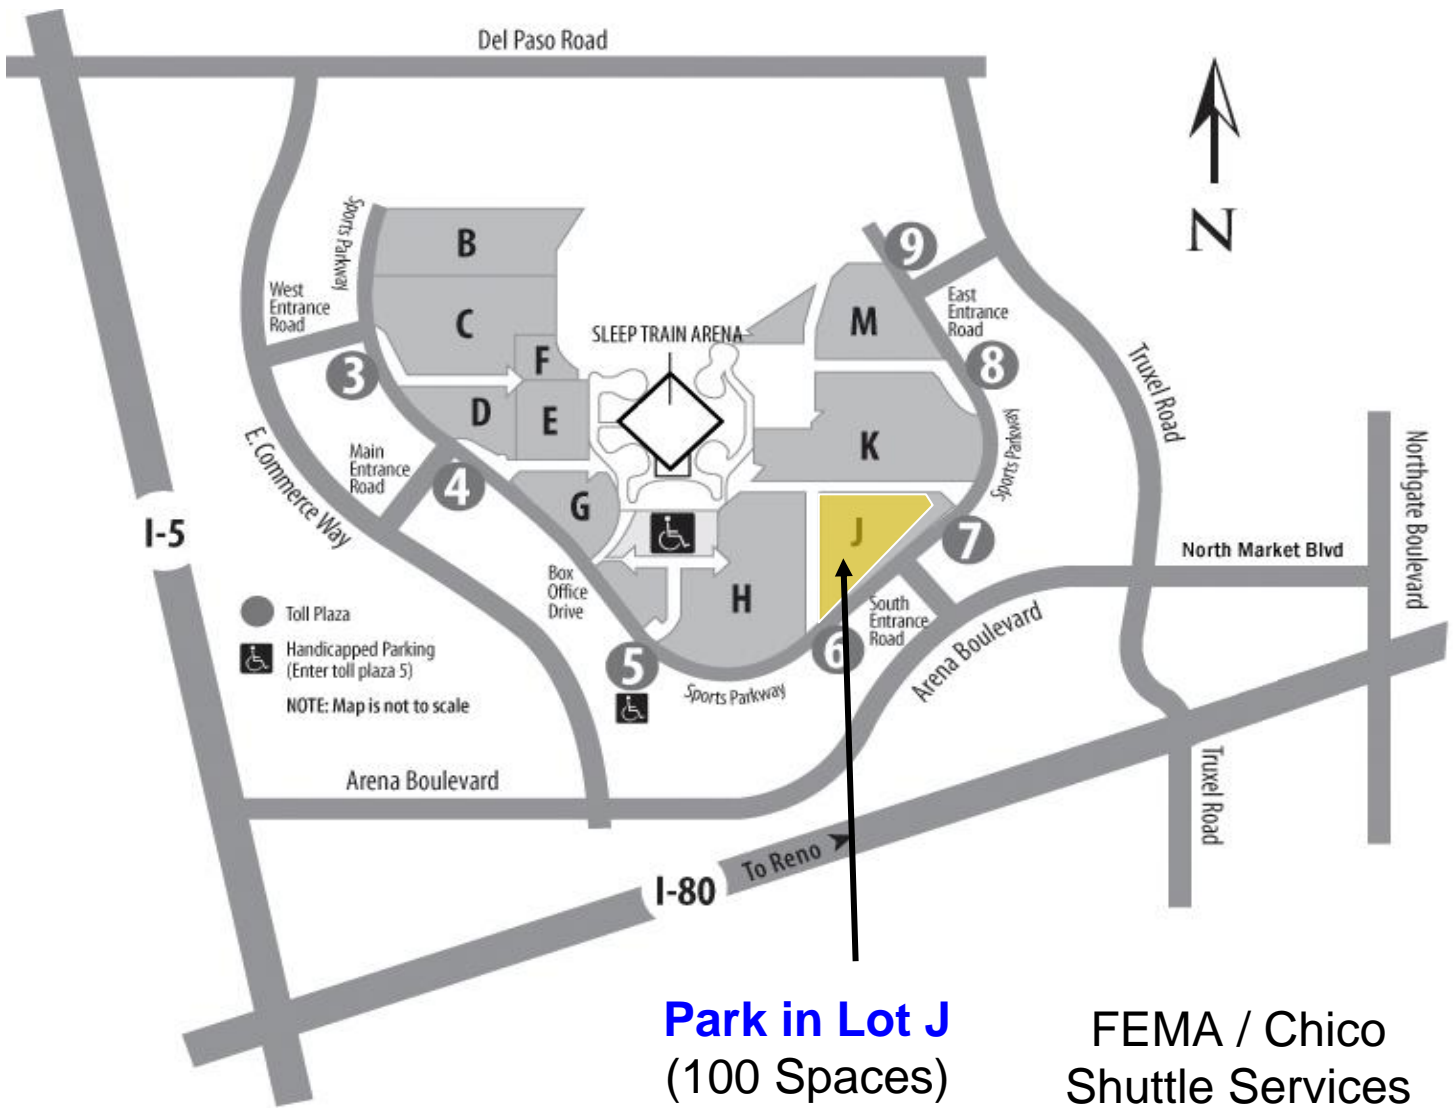 Del Paso Road
N
Sports Parkway
B
9
West
Entrance
Road
C
SLEEP TRAIN ARENA
M
East
Entrance
Road
F
3
8
Truxel Road
D
E
K
Sports Parkway
E. Commerce Way
Main
Entrance
Road
4
G
J
7
Northgate Boulevard
I-5
North Market Blvd
Box
Office
Drive
H
South
Entrance
Road
Toll Plaza
Handicapped Parking
(Enter toll plaza 5)
NOTE: Map is not to scale
5
6
Sports Parkway
Arena Boulevard
Arena Boulevard
Truxel Road
To Reno
I-80
Park in Lot J
(100 Spaces)
FEMA / Chico
Shuttle Services